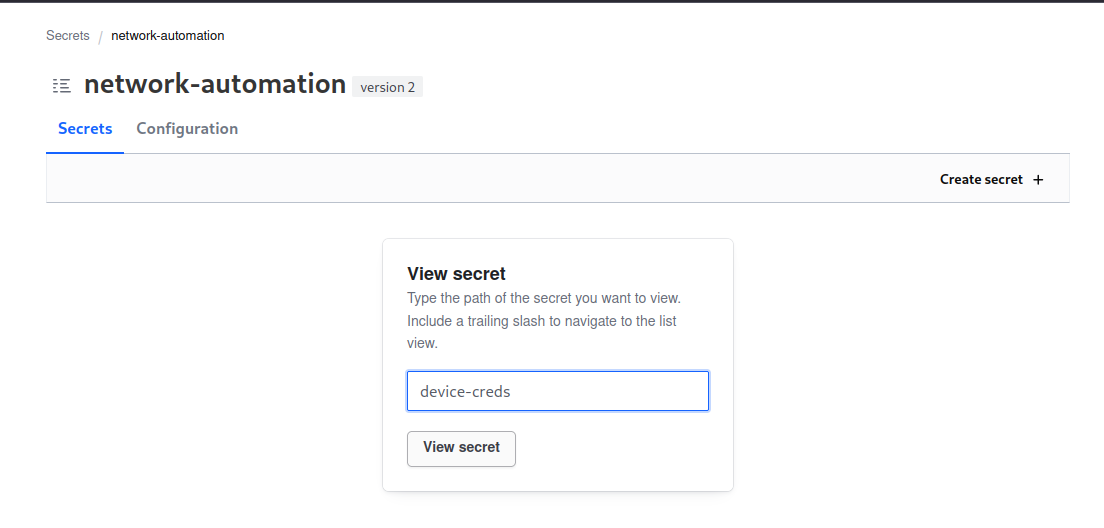 Secrets / network-automation
network-automation version 2
Secrets Configuration
Create secret +
View secret
Type the path of the secret you want to view.
Include a trailing slash to navigate to the list
view.
device-creds
View secret